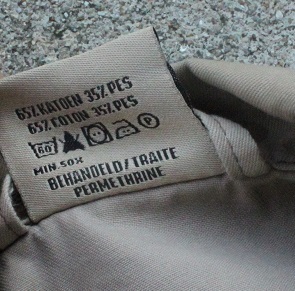 65% KATOEN 35% PES
65% COTON 35% PES
60 P
MIN. 50X
BEHANDELD/TRAITE
PERMETHRINE